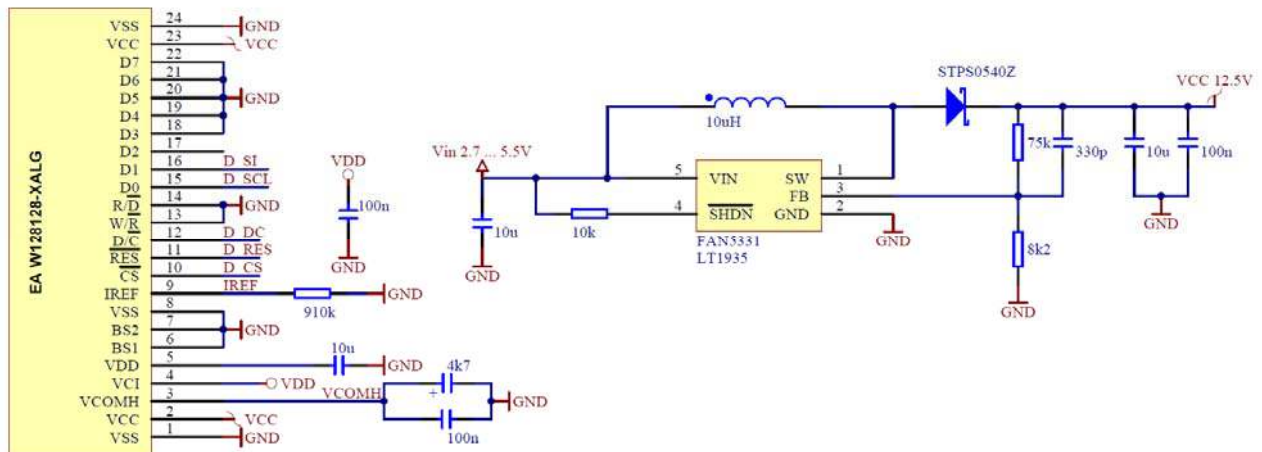 EA W128128-XALG
VSS 24 GND
VCC 23 VCC
D7 22
D6 21
D5 20 GND
D4 19
D3 18
D2 17
D1 16 D_SI
D0 15 D_SCL
R/D 14 GND
W/R 13
D/C 12 D_DC
RES 11 D_RES
CS 10 D_CS
IREF 9 IREF
910k GND
VSS 8
BS2 7 GND
BS1 6
VDD 5 10u GND
VCI 4 VDD
VCOMH 3 VCOMH
4k7
+
100n
GND
VCC 2 VCC
VSS 1 GND
VDD
100n
GND
Vin 2.7 ... 5.5V
10u
GND
10uH
10k
5 VIN SW 1
FB 3
4 SHDN GND 2
FAN5331
LT1935
GND
STPS0540Z
VCC 12.5V
75k
330p
10u
100n
GND
8k2
GND